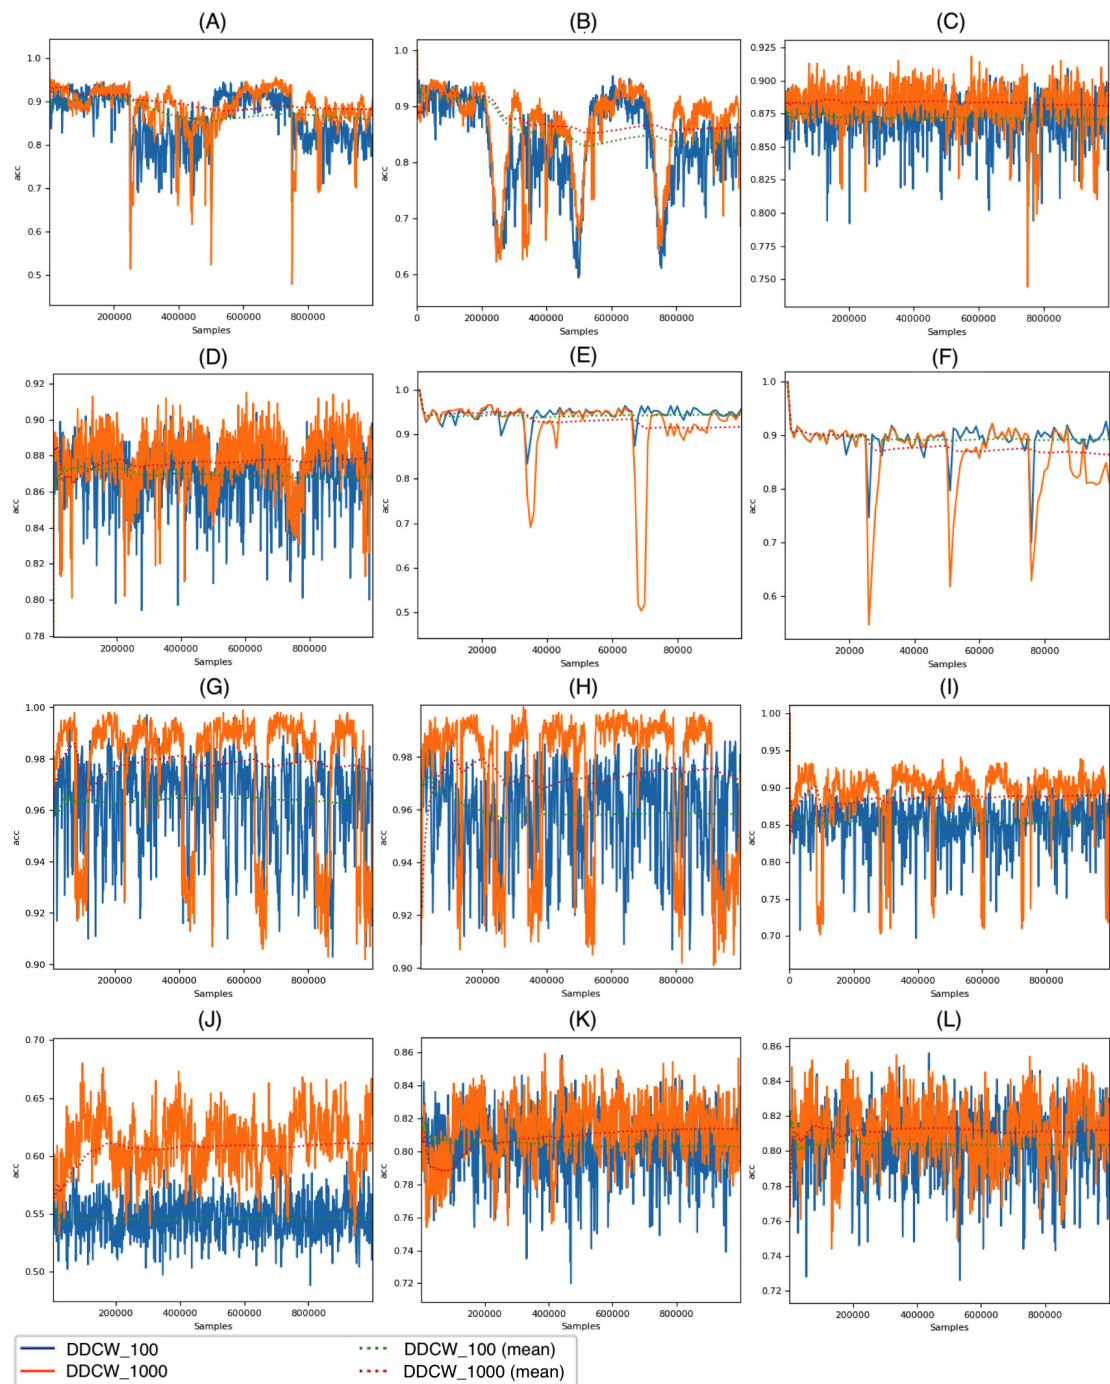 (A) (B) (C)
1.0
0.9
0.8
0.7
0.6
0.5
acc
200000 400000 600000 800000
Samples
1.0
0.9
0.8
0.7
0.6
acc
0 200000 400000 600000 800000
Samples
0.925
0.900
0.875
0.850
0.825
0.800
0.775
0.750
acc
200000 400000 600000 800000
Samples
(D) (E) (F)
0.92
0.90
0.88
0.86
0.84
0.82
0.80
0.78
acc
200000 400000 600000 800000
Samples
1.0
0.9
0.8
0.7
0.6
0.5
acc
20000 40000 60000 80000
Samples
1.0
0.9
0.8
0.7
0.6
acc
20000 40000 60000 80000
Samples
(G) (H) (I)
1.00
0.98
0.96
0.94
0.92
0.90
acc
200000 400000 600000 800000
Samples
0.98
0.96
0.94
0.92
0.90
acc
200000 400000 600000 800000
Samples
1.00
0.95
0.90
0.85
0.80
0.75
0.70
acc
0 200000 400000 600000 800000
Samples
(J) (K) (L)
0.70
0.65
0.60
0.55
0.50
acc
200000 400000 600000 800000
Samples
0.86
0.84
0.82
0.80
0.78
0.76
0.74
0.72
acc
200000 400000 600000 800000
Samples
0.86
0.84
0.82
0.80
0.78
0.76
0.74
0.72
acc
200000 400000 600000 800000
Samples
DDCW_100 DDCW_100 (mean)
DDCW_1000 DDCW_1000 (mean)